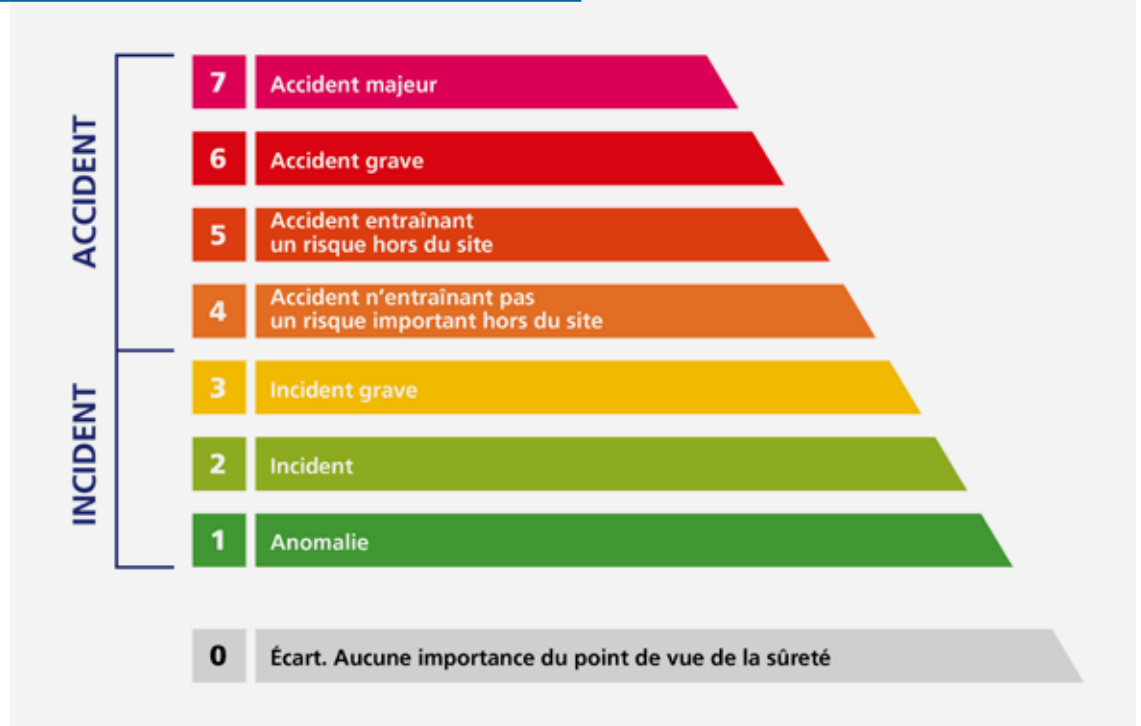 ACCIDENT
7 Accident majeur
6 Accident grave
5 Accident entraînant
un risque hors du site
4 Accident n’entraînant pas
un risque important hors du site
INCIDENT
3 Incident grave
2 Incident
1 Anomalie
0 Écart. Aucune importance du point de vue de la sûreté